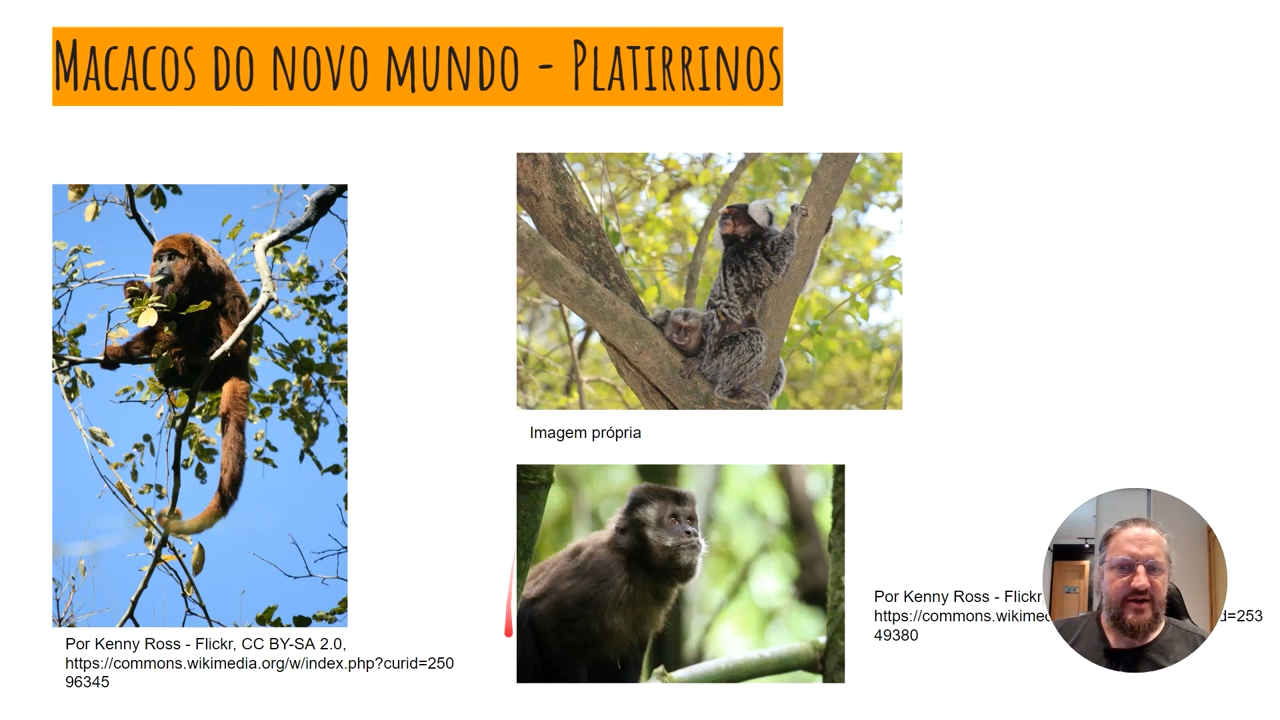 Macacos do novo mundo - Platirrinos
Imagem própria
Por Kenny Ross - Flickr, CC BY-SA 2.0,
https://commons.wikimedia.org/w/index.php?curid=250
96345
Por Kenny Ross - Flickr
https://commons.wikime d=253
49380